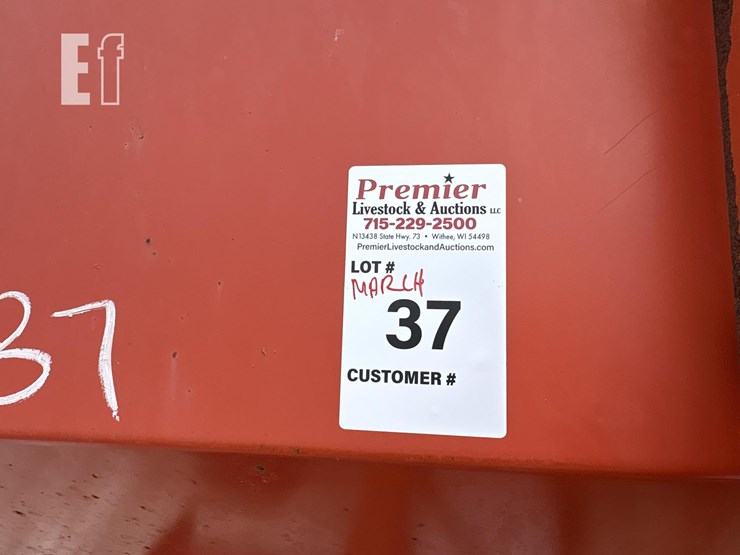 Ef
Premier
Livestock & Auctions LLC
715-229-2500
N13438 State Hwy. 73 • Withee, WI 54498
PremierLivestockandAuctions.com
LOT #
MARCH
37
CUSTOMER #
37